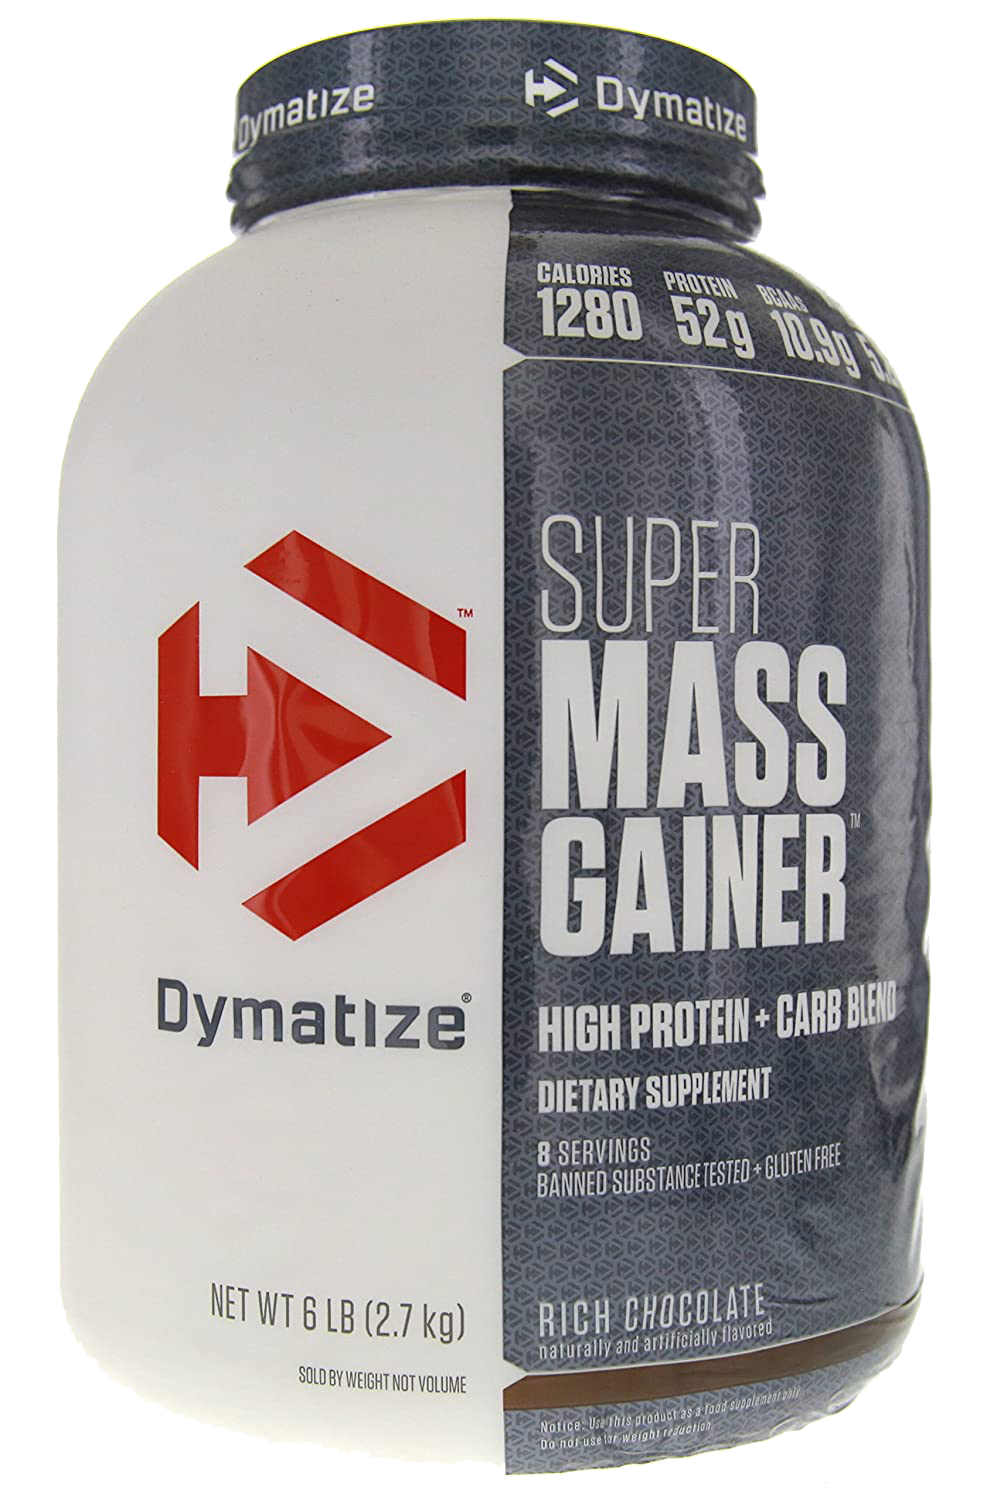 Dymatize
Dymatize
CALORIES PROTEIN BCAAS
1280 52g 10.9g
SUPER
MASS
GAINER™
HIGH PROTEIN + CARB BLEND
DIETARY SUPPLEMENT
8 SERVINGS
BANNED SUBSTANCE TESTED + GLUTEN FREE
RICH CHOCOLATE
naturally and artificially flavored
Notice: Use this product as a food supplement only.
Do not use for weight reduction.
TM
Dymatize®
NET WT 6 LB (2.7 kg)
SOLD BY WEIGHT NOT VOLUME